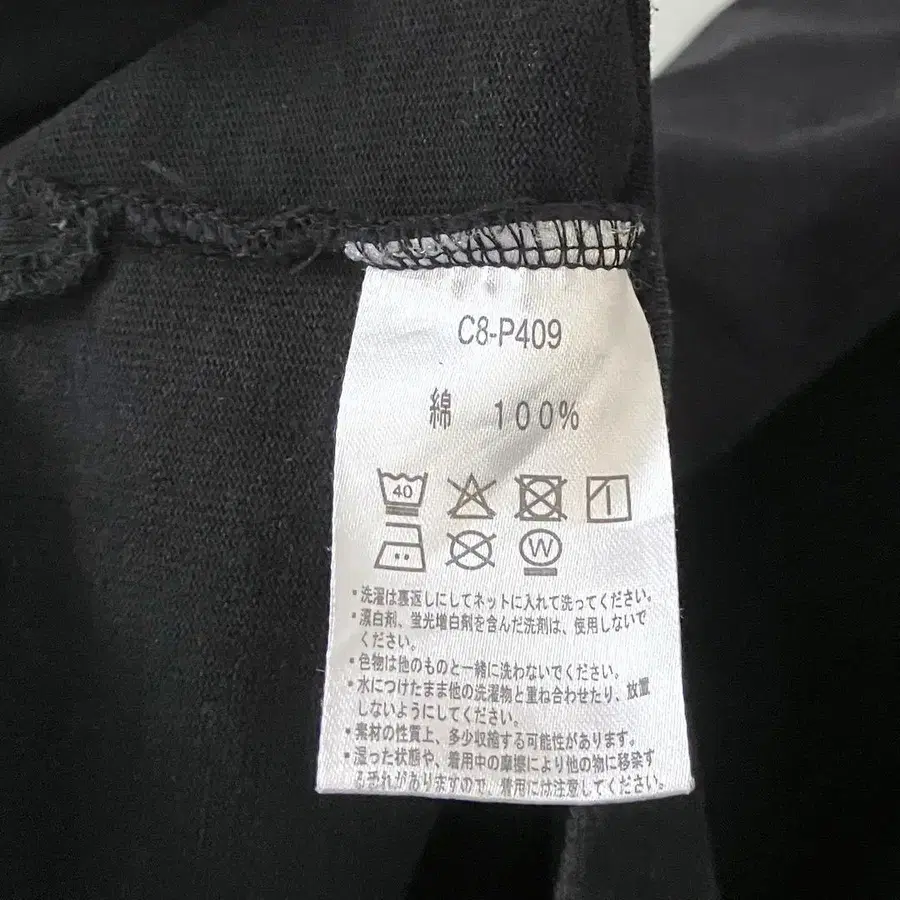 C8-P409
綿 100%
40
W
・洗濯は裏返しにしてネットに入れて洗ってください。
・漂白剤、蛍光増白剤を含んだ洗剤は、使用しないで
ください。
・色物は他のものと一緒に洗わないでください。
・水につけたまま他の洗濯物と重ね合わせたり、放置
しないようにしてください。
・素材の性質上、多少収縮する可能性があります。
・湿った状態や、着用中の摩擦により他の物に移染す
る恐れがありますので、着用には注意してください。